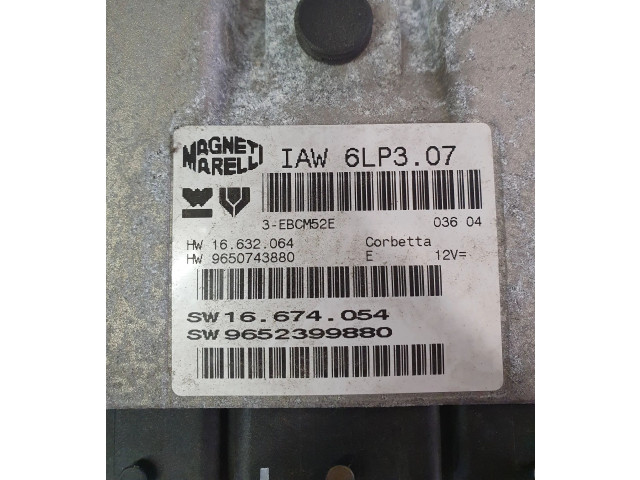 MAGNETI
MARELLI
IAW 6LP3.07
3-EBCM52E 036 04
HW 16.632.064 Corbetta
HW 9650743880 E 12V=
SW 16.674.054
SW 9652399880